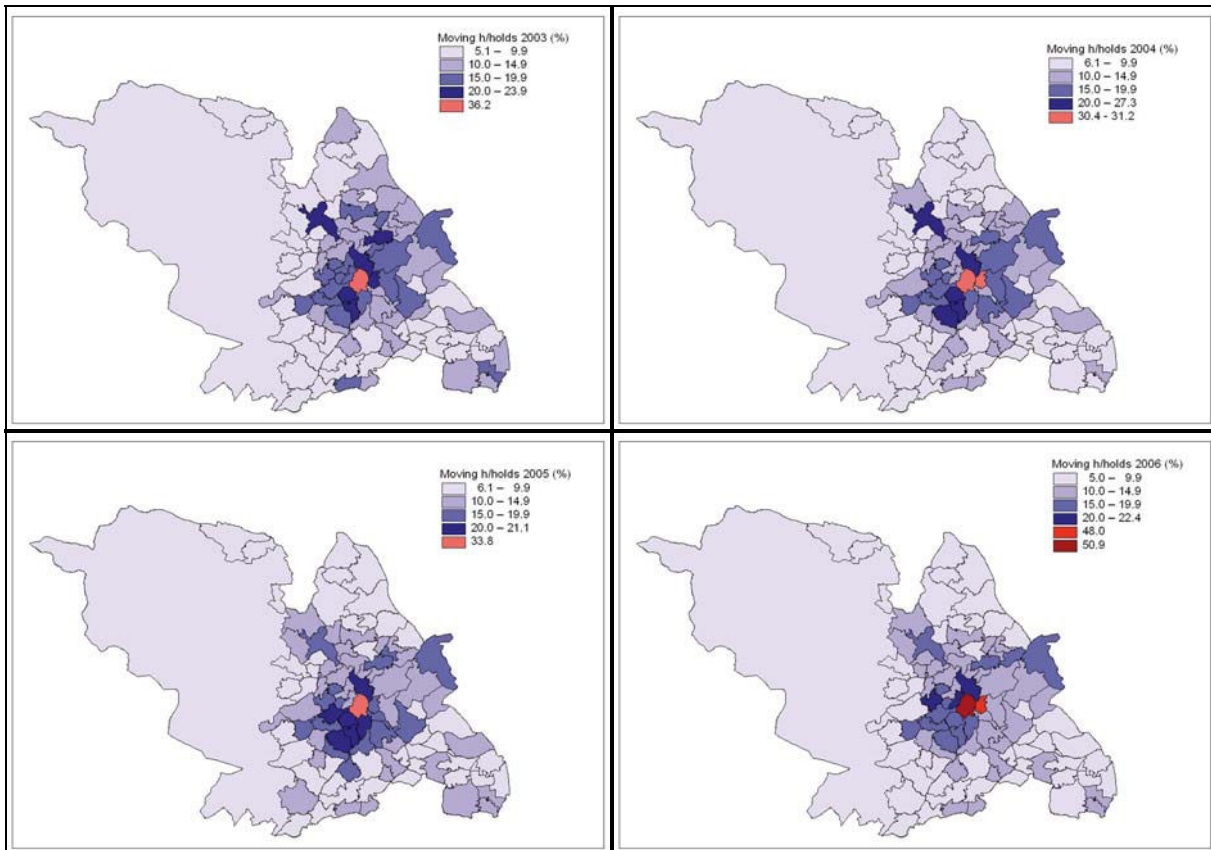 Moving h/holds 2003 (%)
5.1 – 9.9
10.0 – 14.9
15.0 – 19.9
20.0 – 23.9
36.2
Moving h/holds 2004 (%)
6.1 – 9.9
10.0 – 14.9
15.0 – 19.9
20.0 – 27.3
30.4 - 31.2
Moving h/holds 2005 (%)
6.1 – 9.9
10.0 – 14.9
15.0 – 19.9
20.0 – 21.1
33.8
Moving h/holds 2006 (%)
5.0 – 9.9
10.0 – 14.9
15.0 – 19.9
20.0 – 22.4
48.0
50.9